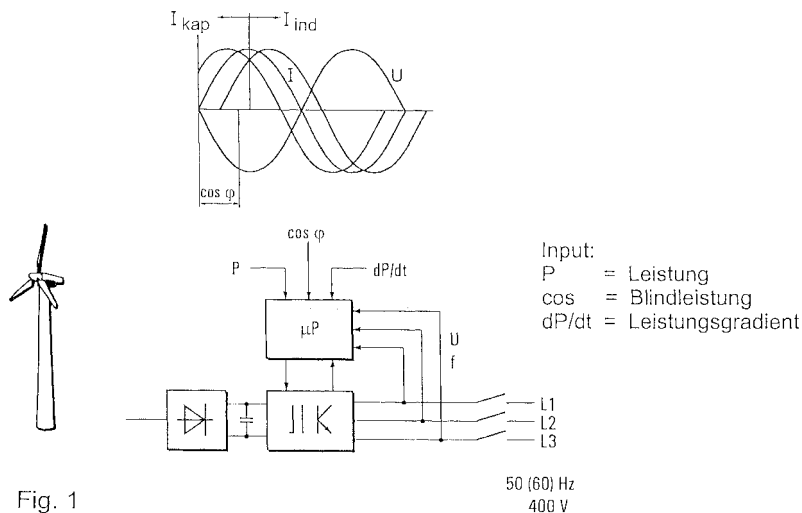 I kap
I ind
I
U
cos φ
cos φ
P
dP/dt
μP
U
f
Input:
P = Leistung
cos = Blindleistung
dP/dt = Leistungsgradient
L1
L2
L3
50 (60) Hz
400 V
Fig. 1